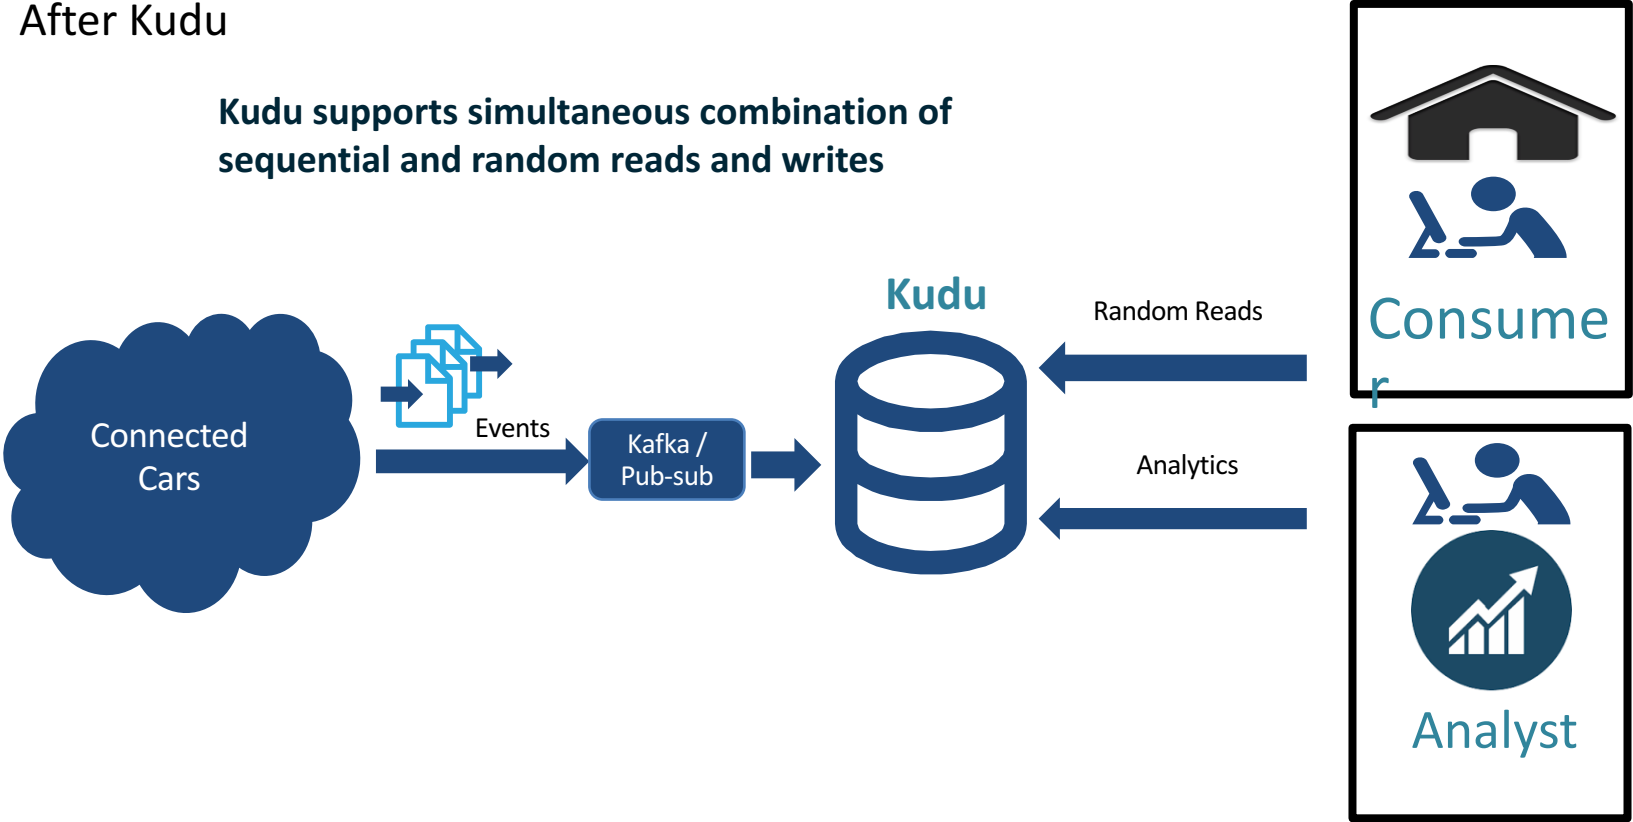 After Kudu
Kudu supports simultaneous combination of
sequential and random reads and writes
Connected
Cars
Events
Kafka /
Pub-sub
Kudu
Random Reads
Analytics
Consume
r
Analyst